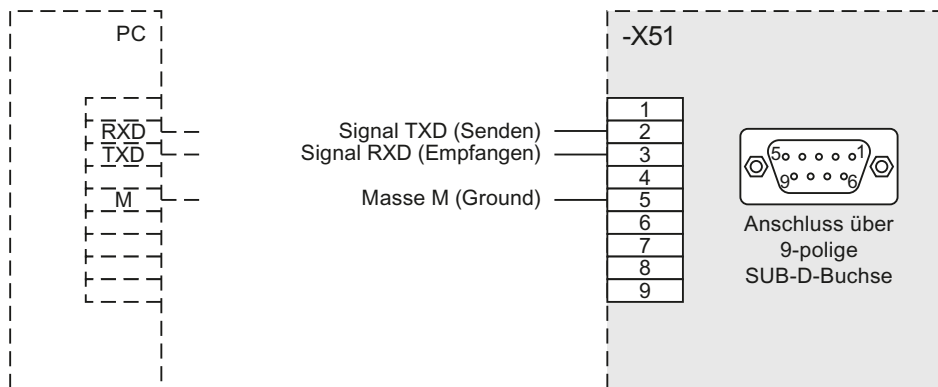 PC
-X51
1
RXD
Signal TXD (Senden)
2
TXD
Signal RXD (Empfangen)
3
4
M
Masse M (Ground)
5
6
7
8
9
5
1
9
6
Anschluss über
9-polige
SUB-D-Buchse